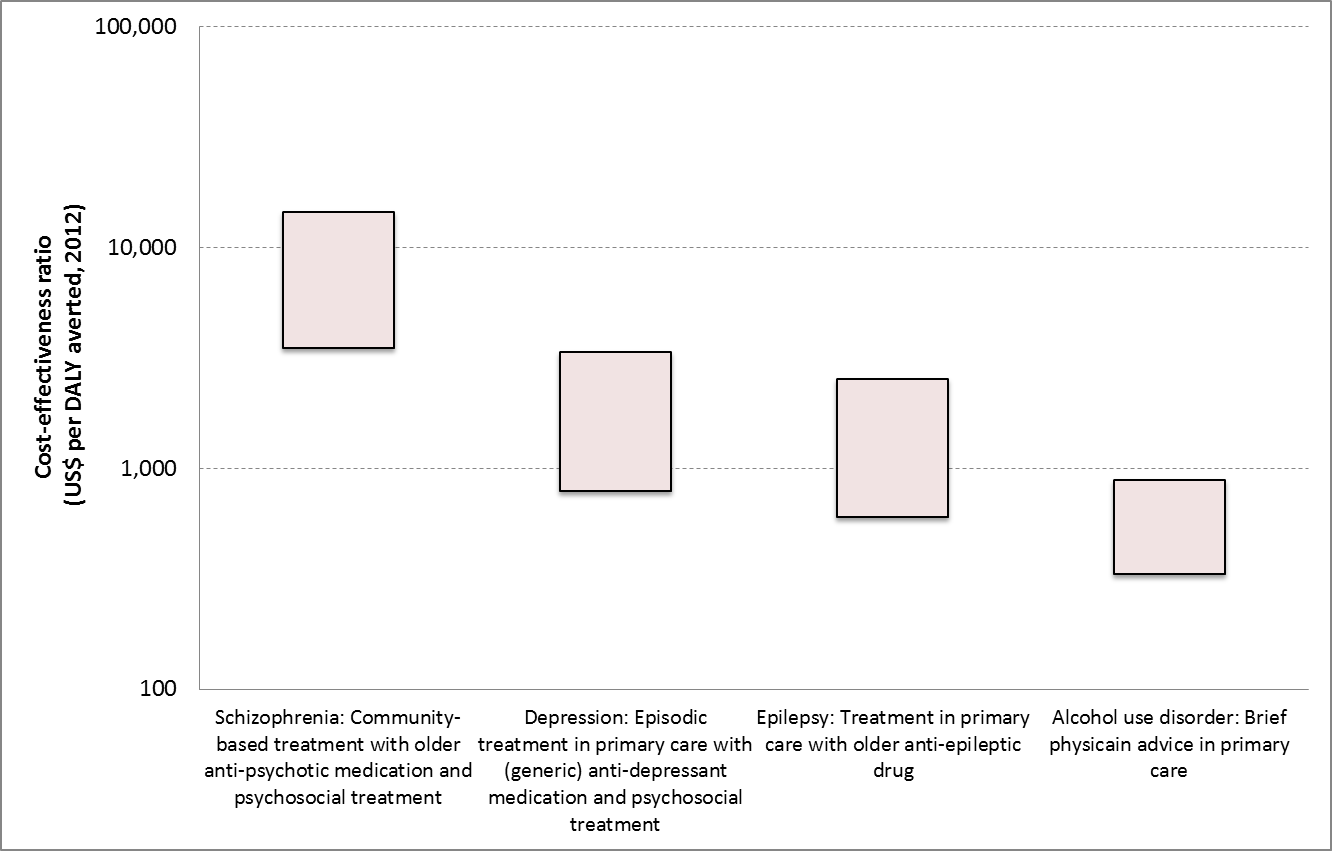 100,000
10,000
1,000
100
Cost-effectiveness ratio
(US$ per DALY averted, 2012)
Schizophrenia: Community-
based treatment with older
anti-psychotic medication and
psychosocial treatment
Depression: Episodic
treatment in primary care with
(generic) anti-depressant
medication and psychosocial
treatment
Epilepsy: Treatment in primary
care with older anti-epileptic
drug
Alcohol use disorder: Brief
physicain advice in primary
care